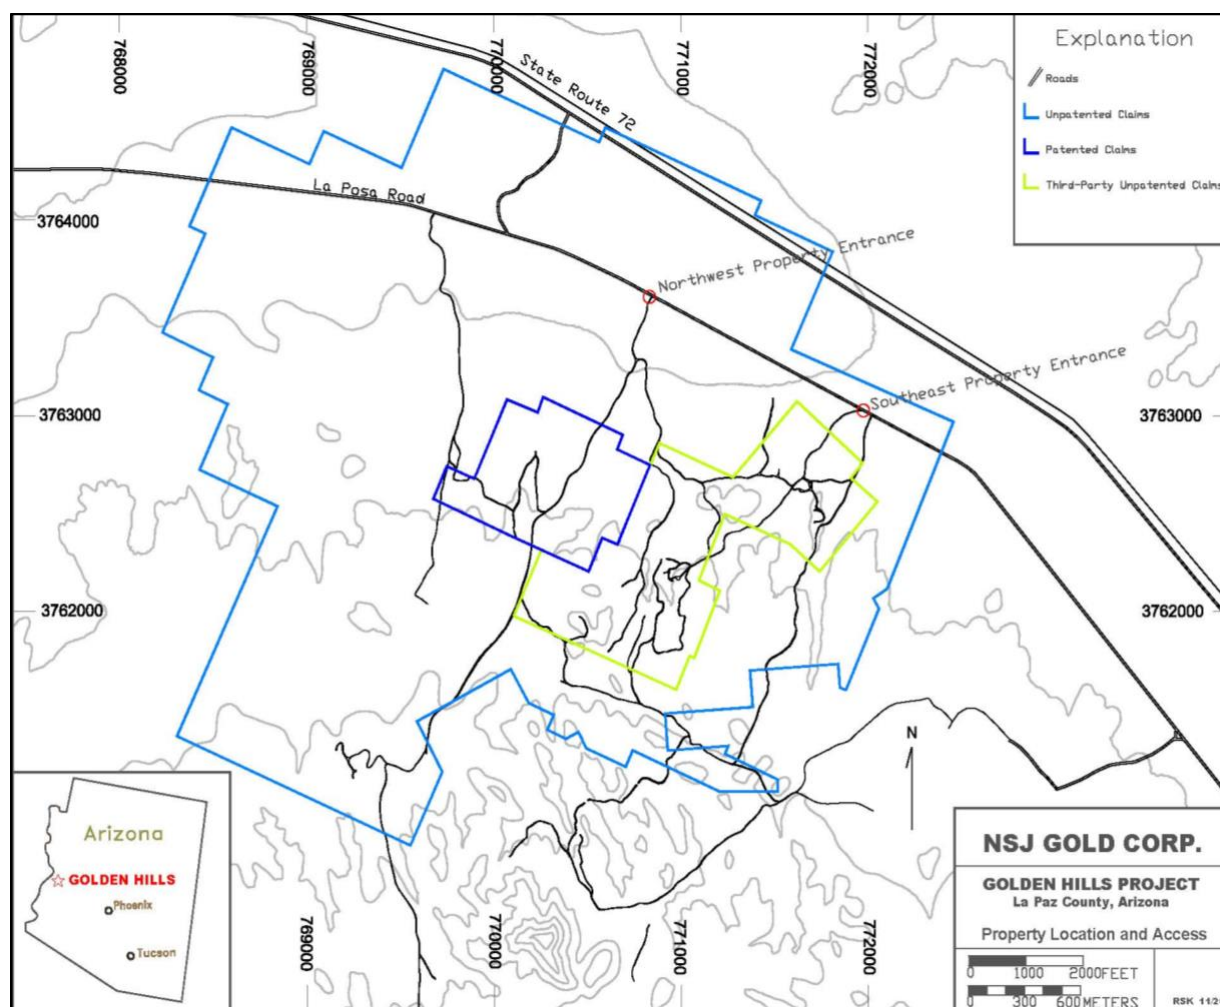 768000
769000
770000
771000
772000
Explanation
Roads
Unpatented Claims
Patented Claims
Third-Party Unpatented Claims
State Route 72
La Posa Road
3764000
Northwest Property Entrance
Southeast Property Entrance
3763000
3763000
3762000
3762000
N
Arizona
GOLDEN HILLS
Phoenix
Tucson
769000
770000
771000
772000
NSJ GOLD CORP.
GOLDEN HILLS PROJECT
La Paz County, Arizona
Property Location and Access
0 1000 2000FEET
0 300 600METERS
RSK